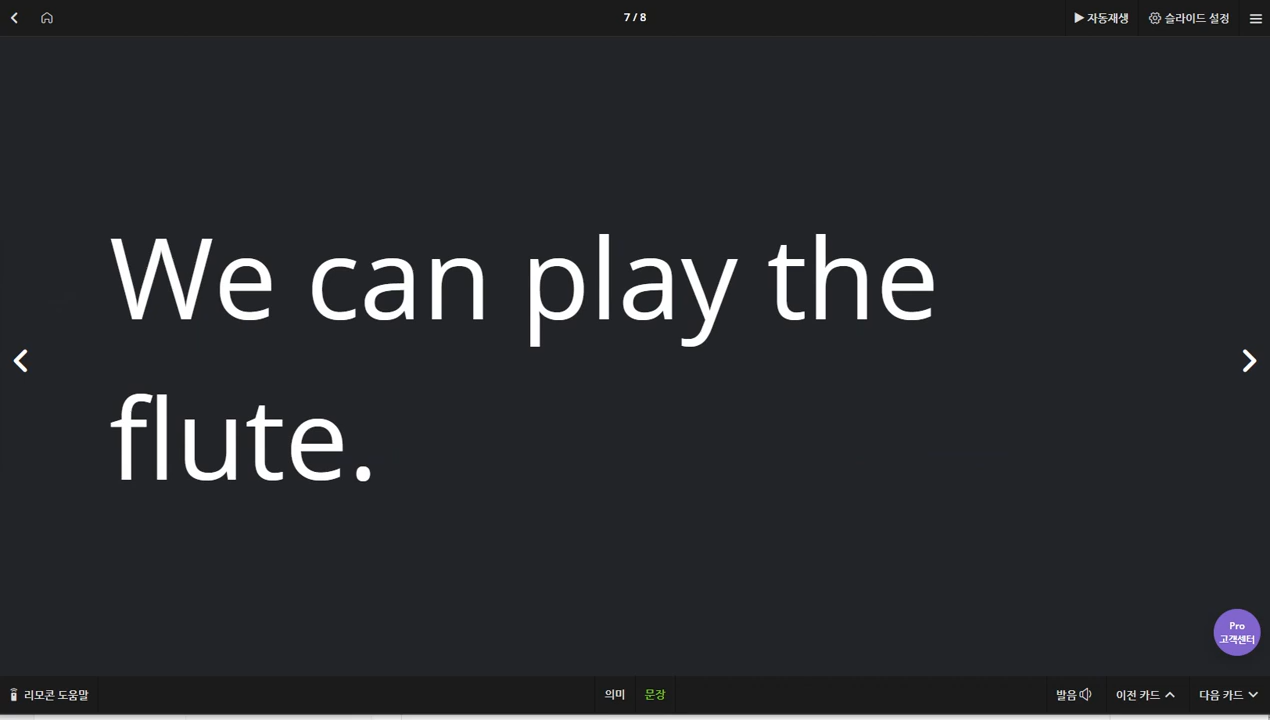 7 / 8
자동재생
슬라이드 설정
We can play the
flute.
Pro
고객센터
리모콘 도움말
의미
문장
발음
이전 카드
다음 카드